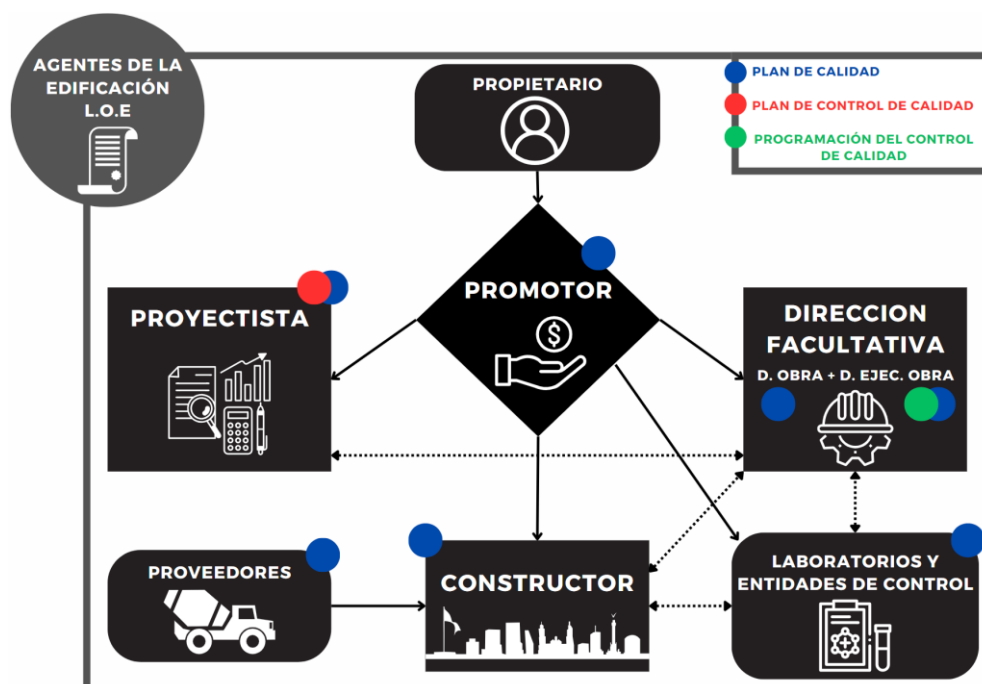 AGENTES DE LA
EDIFICACIÓN
L.O.E
PROPIETARIO
PLAN DE CALIDAD
PLAN DE CONTROL DE CALIDAD
PROGRAMACIÓN DEL CONTROL
DE CALIDAD
PROMOTOR
$
PROYECTISTA
DIRECCION
FACULTATIVA
D. OBRA + D. EJEC. OBRA
PROVEEDORES
CONSTRUCTOR
LABORATORIOS Y
ENTIDADES DE CONTROL